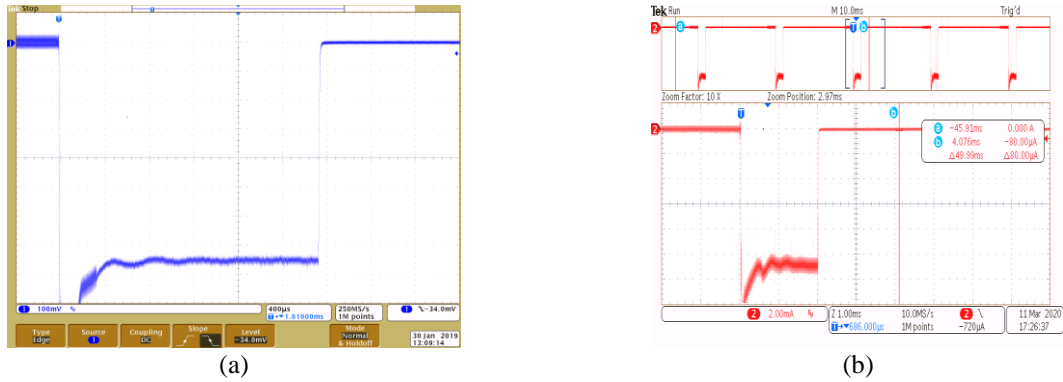 Tek Stop
T
1
1 100mV
400µs
T→▼1.61600ms
250MS/s
1M points
1 \ -34.0mV
Type
Edge
Source
1
Coupling
DC
Slope
Level
-34.0mV
Mode
Normal
& Holdoff
30 Jan 2019
13:09:14
(a)
Tek Run
M 10.0ms
Trig'd
2
a
T
b
Zoom Factor: 10 X
Zoom Position: 2.97ms
T
b
2
a -45.91ms 0.000 A
b 4.076ms -80.00µA
Δ49.99ms Δ80.00µA
2 2.00mA
Z 1.00ms
T→▼686.000µs
10.0MS/s
1M points
2 \
-720µA
11 Mar 2020
17:26:37
(b)